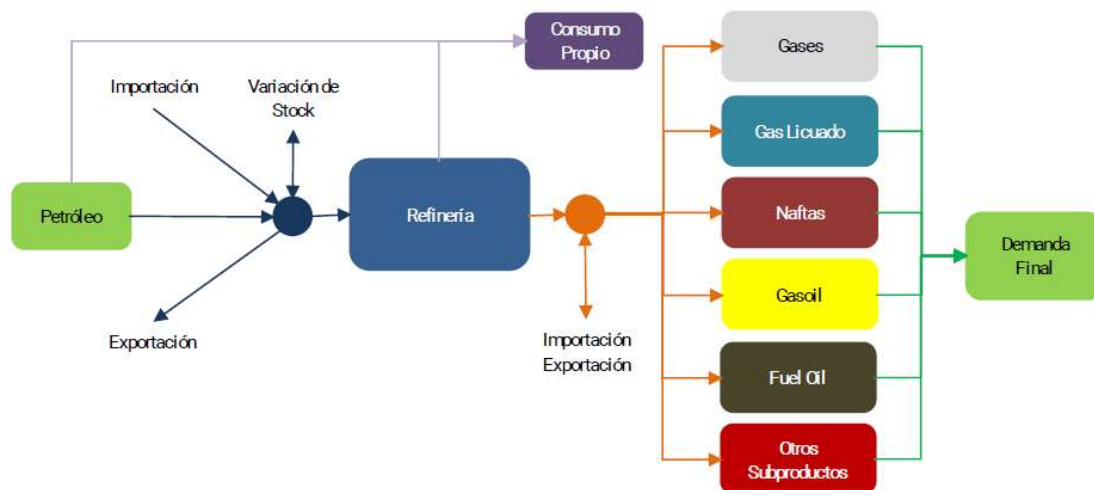 Consumo
Propio
Gases
Importación
Variación de
Stock
Gas Licuado
Petróleo
Refinería
Naftas
Demanda
Final
Gasoil
Exportación
Importación
Exportación
Fuel Oil
Otros
Subproductos